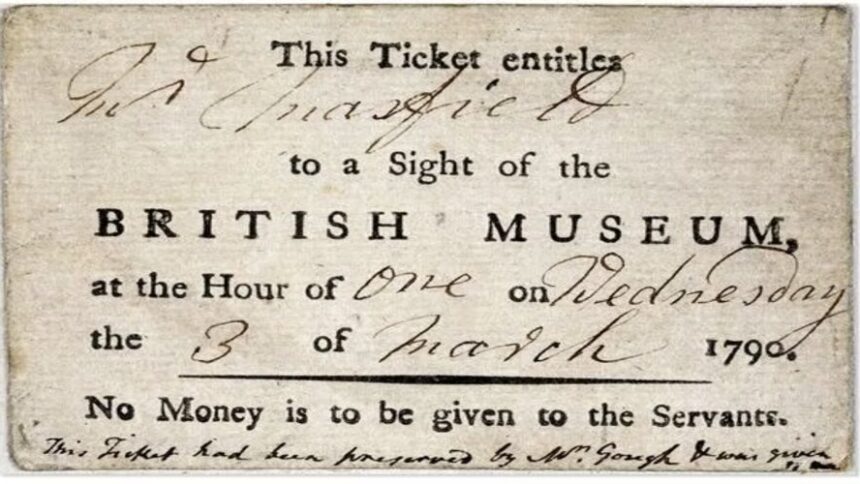 This Ticket entitles
to a Sight of the
BRITISH MUSEUM,
at the Hour of One on Wednesday
the 3 of March 1790.
No Money is to be given to the Servants.
This Ticket had been preserved by Mr. Gough & was given